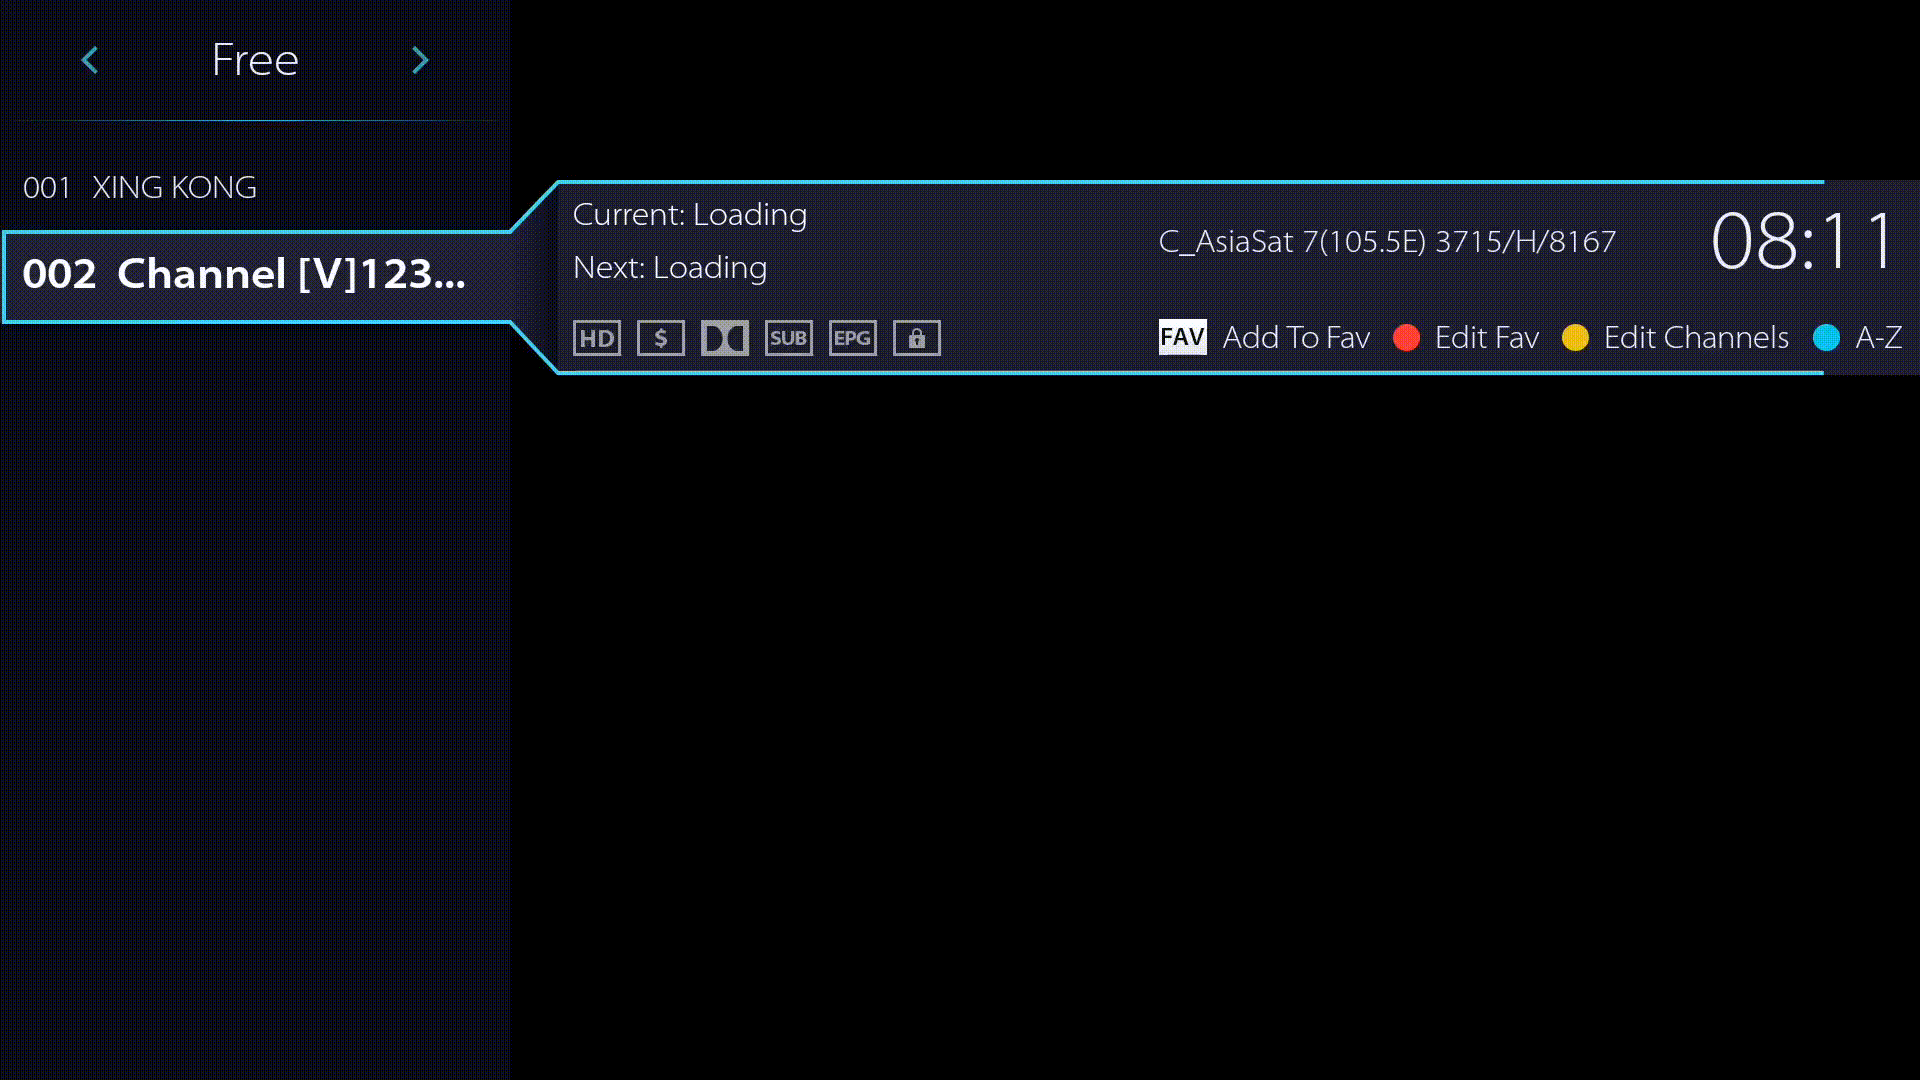 Free
001 XING KONG
002 Channel [V]123...
Current: Loading
Next: Loading
C_AsiaSat 7(105.5E) 3715/H/8167
08:11
HD $ SUB EPG
FAV Add To Fav Edit Fav Edit Channels A-Z